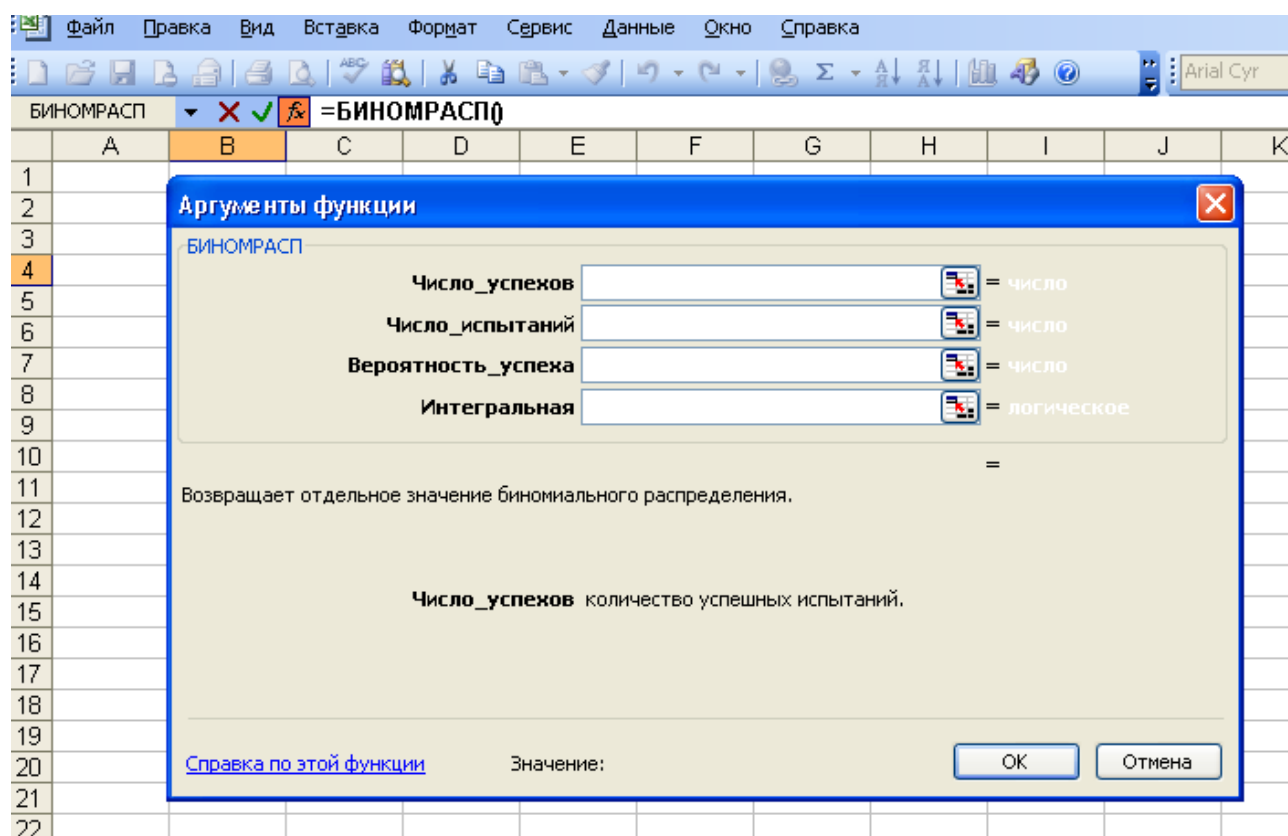 Файл Правка Вид Вставка Формат Сервис Данные Окно Справка
ABC Σ А Я Я А ? Arial Cyr
БИНОМРАСП fx =БИНОМРАСП()
A B C D E F G H I J K
1
2
3
4
5
6
7
8
9
10
11
12
13
14
15
16
17
18
19
20
21
22
Аргументы функции
БИНОМРАСП
Число_успехов = число
Число_испытаний = число
Вероятность_успеха = число
Интегральная = логическое
=
Возвращает отдельное значение биномиального распределения.
Число_успехов количество успешных испытаний.
Справка по этой функции Значение: ОК Отмена